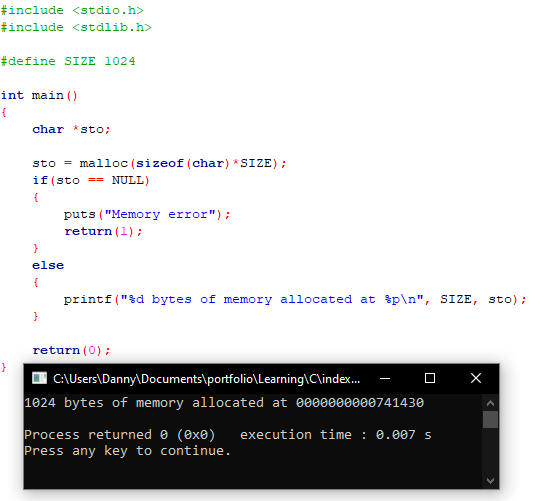 #include <stdio.h>
#include <stdlib.h>
#define SIZE 1024
int main()
{
char *sto;
sto = malloc(sizeof(char)*SIZE);
if(sto == NULL)
{
puts("Memory error");
return(1);
}
else
{
printf("%d bytes of memory allocated at %p\n", SIZE, sto);
}
return(0);
}
C:\Users\Danny\Documents\portfolio\Learning\C\index...
1024 bytes of memory allocated at 0000000000741430
Process returned 0 (0x0)   execution time : 0.007 s
Press any key to continue.